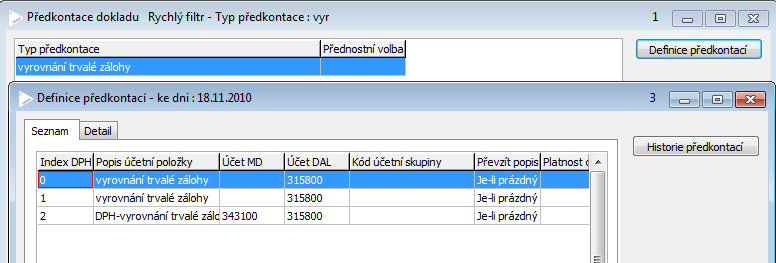 Předkontace dokladu Rychlý filtr - Typ předkontace : vyr 1
Typ předkontace Přednostní volba
Definice předkontací
vyrovnání trvalé zálohy
Definice předkontací - ke dni : 18.11.2010 3
Seznam Detail
Historie předkontací
Index DPH Popis účetní položky Účet MD Účet DAL Kód účetní skupiny Převzít popis Platnost
0 vyrovnání trvalé zálohy 315800 Je-li prázdný
1 vyrovnání trvalé zálohy 315800 Je-li prázdný
2 DPH-vyrovnání trvalé zálo 343100 315800 Je-li prázdný